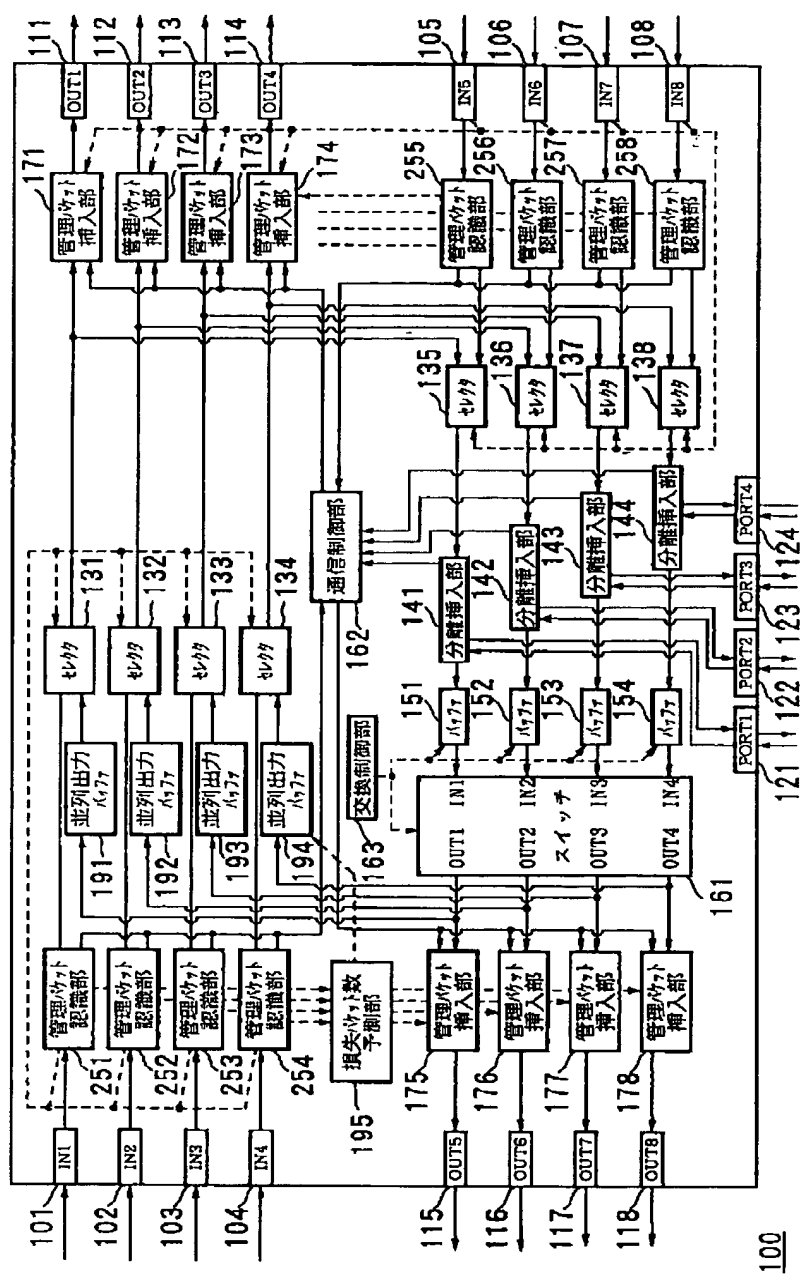 101
IN1
102
IN2
103
IN3
104
IN4
251
管理パケット
認識部
252
管理パケット
認識部
253
管理パケット
認識部
254
管理パケット
認識部
191
並列出力
バッファ
192
並列出力
バッファ
193
並列出力
バッファ
194
並列出力
バッファ
セレクタ
131
セレクタ
132
セレクタ
133
セレクタ
134
171
管理パケット
挿入部
172
管理パケット
挿入部
173
管理パケット
挿入部
174
管理パケット
挿入部
OUT1
111
OUT2
112
OUT3
113
OUT4
114
195
損失パケット数
予測部
163
交換制御部
162
通信制御部
115
OUT5
116
OUT6
117
OUT7
118
OUT8
175
管理パケット
挿入部
176
管理パケット
挿入部
177
管理パケット
挿入部
178
管理パケット
挿入部
161
スイッチ
OUT1
IN1
OUT2
IN2
OUT3
IN3
OUT4
IN4
151
バッファ
152
バッファ
153
バッファ
154
バッファ
141
分離挿入部
142
分離挿入部
143
分離挿入部
144
分離挿入部
135
セレクタ
136
セレクタ
137
セレクタ
138
セレクタ
255
管理パケット
認識部
256
管理パケット
認識部
257
管理パケット
認識部
258
管理パケット
認識部
IN5
105
IN6
106
IN7
107
IN8
108
121
PORT1
122
PORT2
123
PORT3
124
PORT4
100